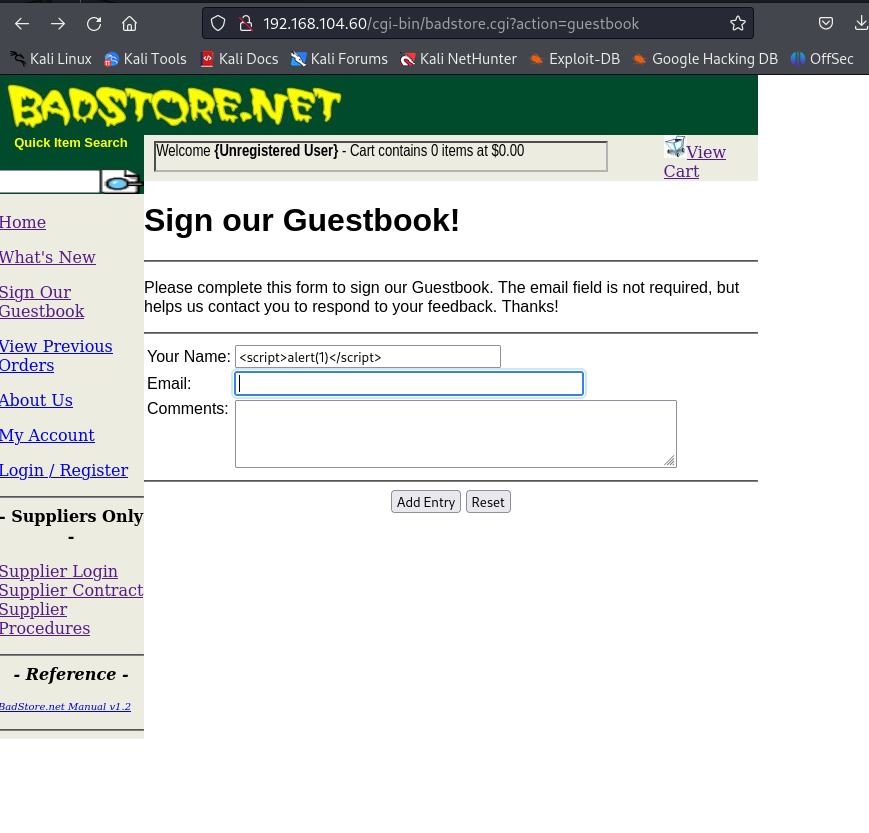 192.168.104.60/cgi-bin/badstore.cgi?action=guestbook
Kali Linux Kali Tools Kali Docs Kali Forums Kali NetHunter Exploit-DB Google Hacking DB OffSec
BADSTORE.NET
Quick Item Search
Welcome {Unregistered User} - Cart contains 0 items at $0.00
View
Cart
Home
What's New
Sign Our
Guestbook
View Previous
Orders
About Us
My Account
Login / Register
- Suppliers Only
-
Supplier Login
Supplier Contract
Supplier
Procedures
- Reference -
BadStore.net Manual v1.2
Sign our Guestbook!
Please complete this form to sign our Guestbook. The email field is not required, but
helps us contact you to respond to your feedback. Thanks!
Your Name: <script>alert(1)</script>
Email:
Comments:
Add Entry Reset